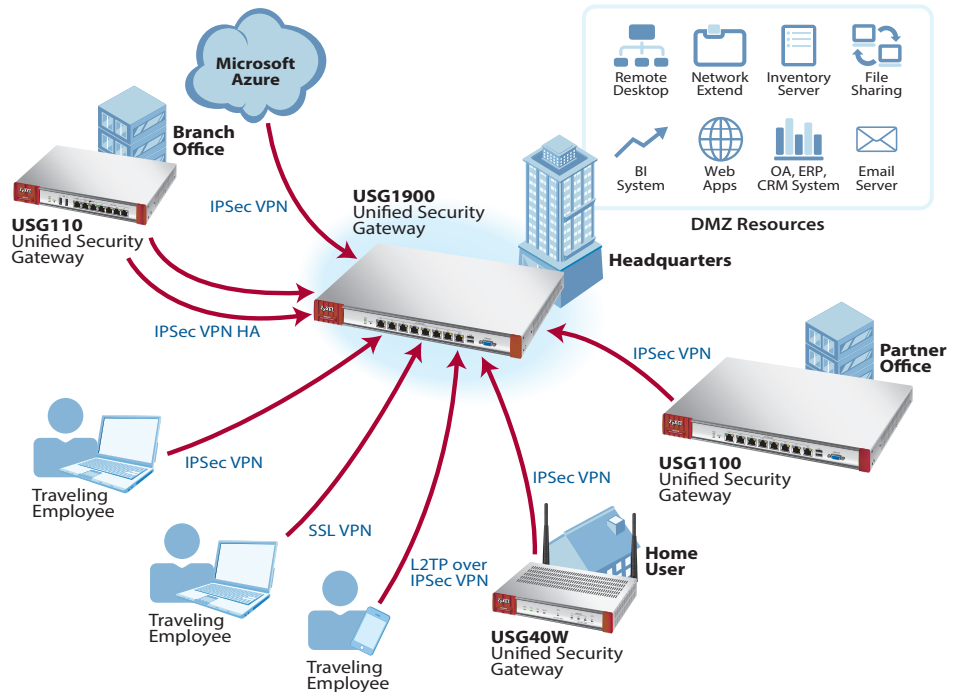 Microsoft
Azure
Remote
Desktop
Network
Extend
Inventory
Server
File
Sharing
BI
System
Web
Apps
OA, ERP,
CRM System
Email
Server
DMZ Resources
Branch
Office
USG110
Unified Security
Gateway
IPSec VPN
USG1900
Unified Security
Gateway
Headquarters
IPSec VPN HA
IPSec VPN
Partner
Office
USG1100
Unified Security
Gateway
IPSec VPN
Traveling
Employee
SSL VPN
Traveling
Employee
L2TP over
IPSec VPN
Traveling
Employee
IPSec VPN
Home
User
USG40W
Unified Security
Gateway